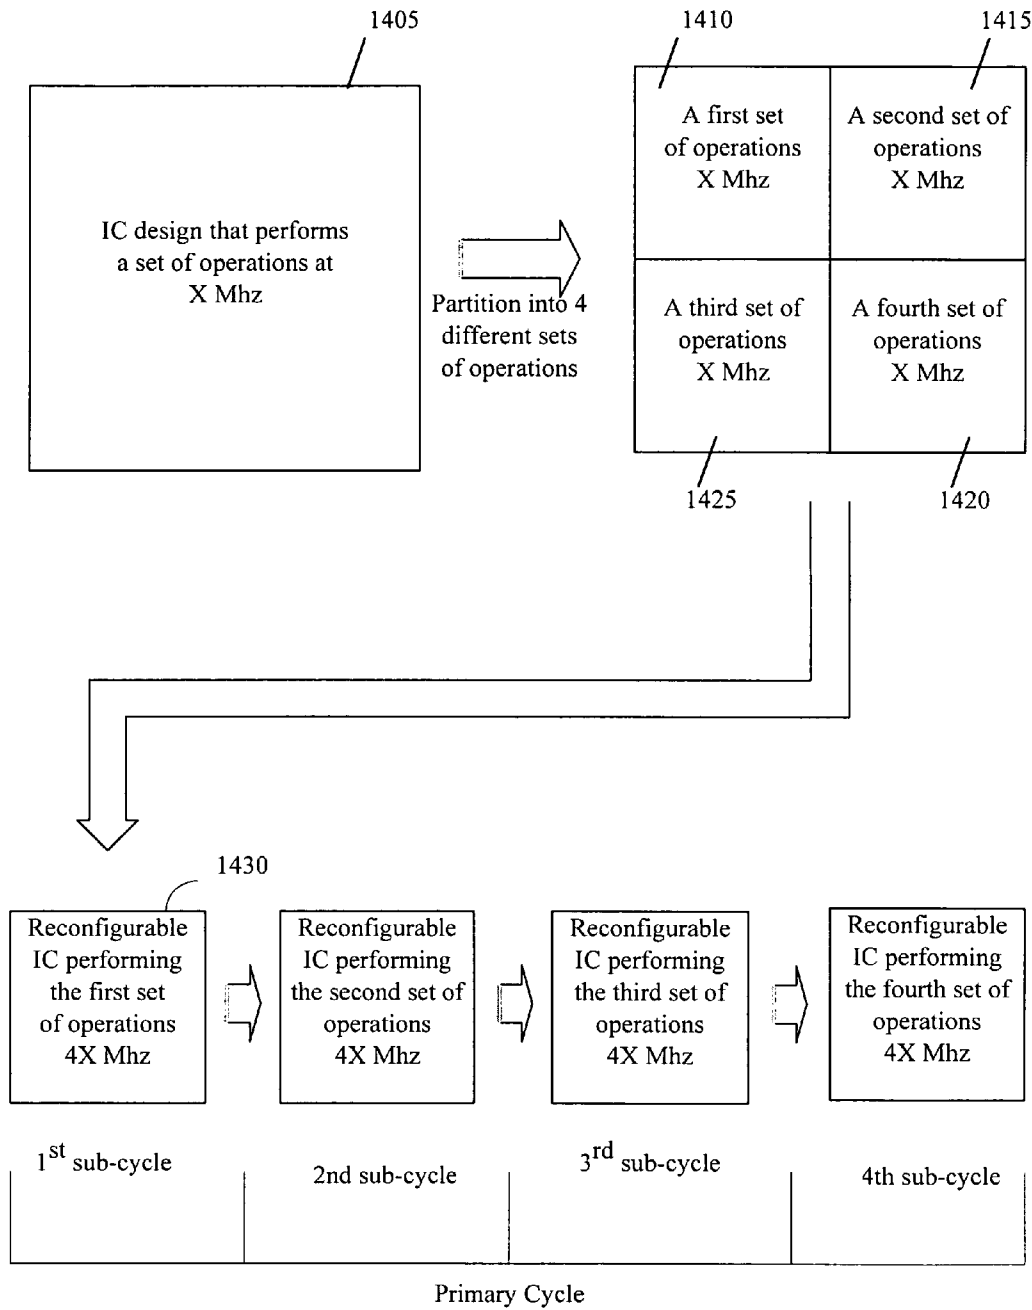 1405
1410
1415
IC design that performs
a set of operations at
X Mhz
Partition into 4
different sets
of operations
A first set
of operations
X Mhz
A second set of
operations
X Mhz
A third set of
operations
X Mhz
A fourth set of
operations
X Mhz
1425
1420
1430
Reconfigurable
IC performing
the first set
of operations
4X Mhz
Reconfigurable
IC performing
the second set of
operations
4X Mhz
Reconfigurable
IC performing
the third set of
operations
4X Mhz
Reconfigurable
IC performing
the fourth set of
operations
4X Mhz
1st sub-cycle
2nd sub-cycle
3rd sub-cycle
4th sub-cycle
Primary Cycle